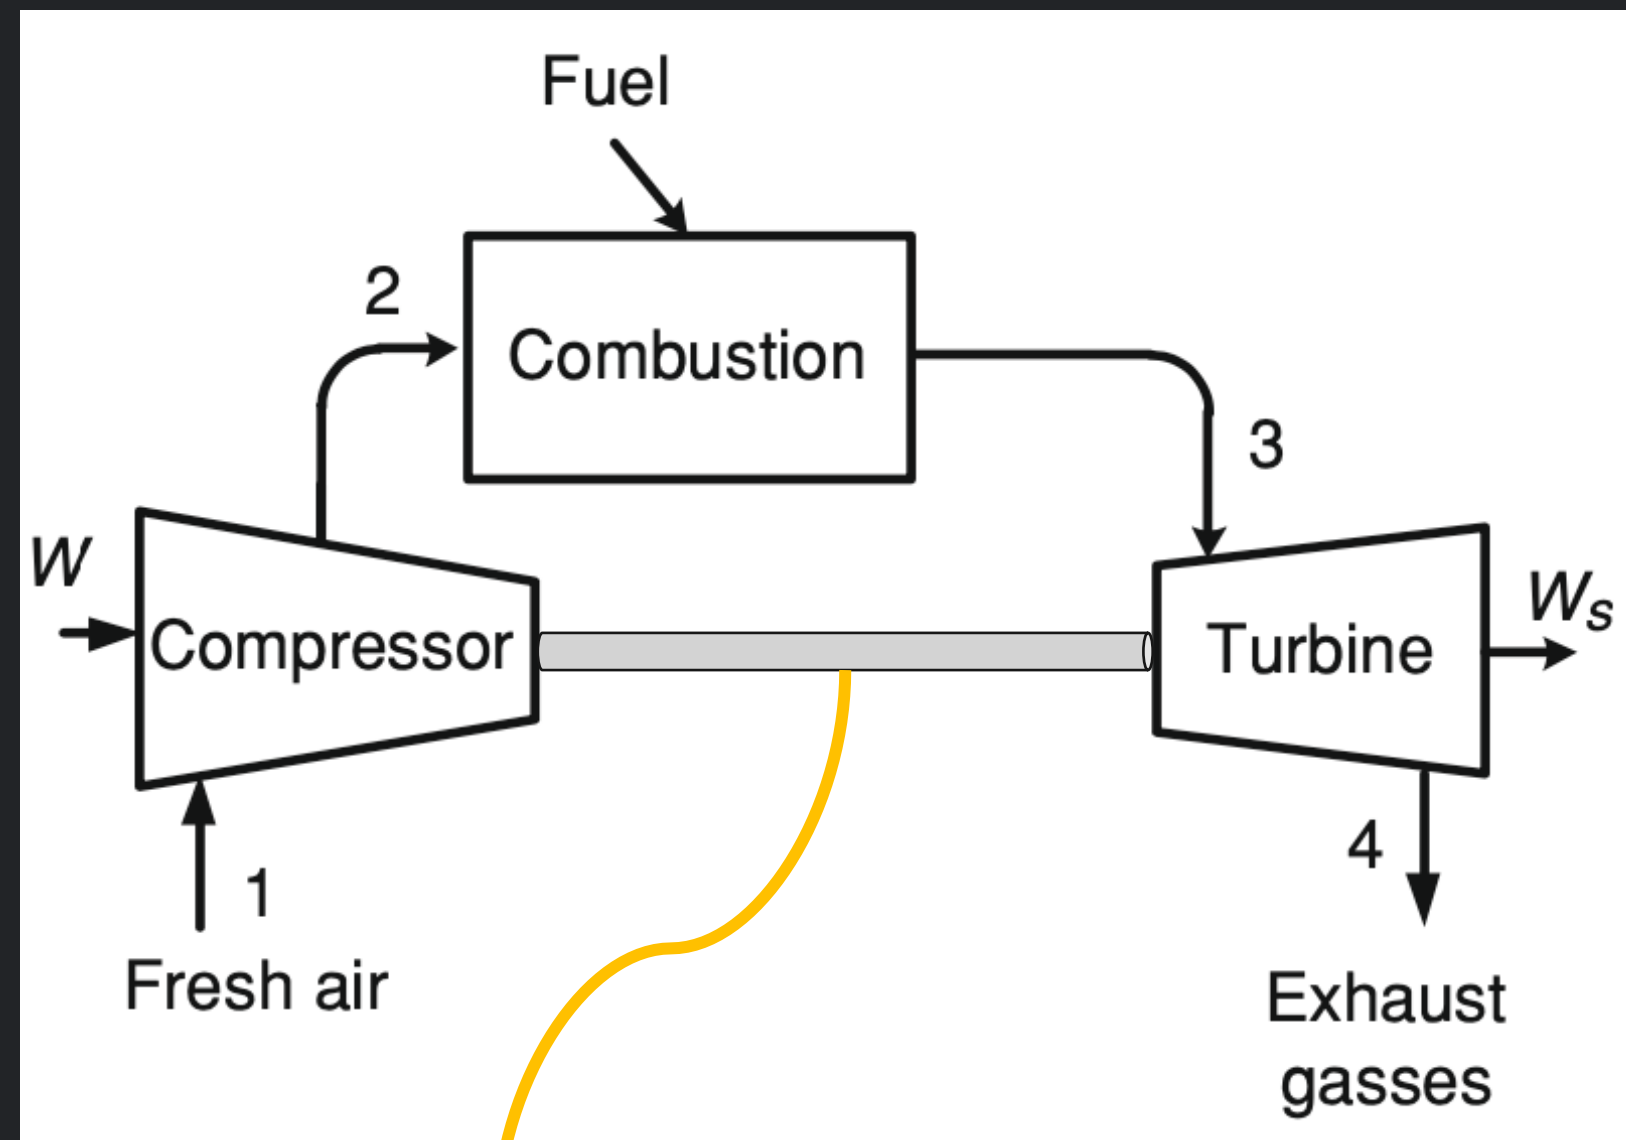 Fuel
2
Combustion
3
W
Compressor
Turbine
Ws
1
4
Fresh air
Exhaust
gasses